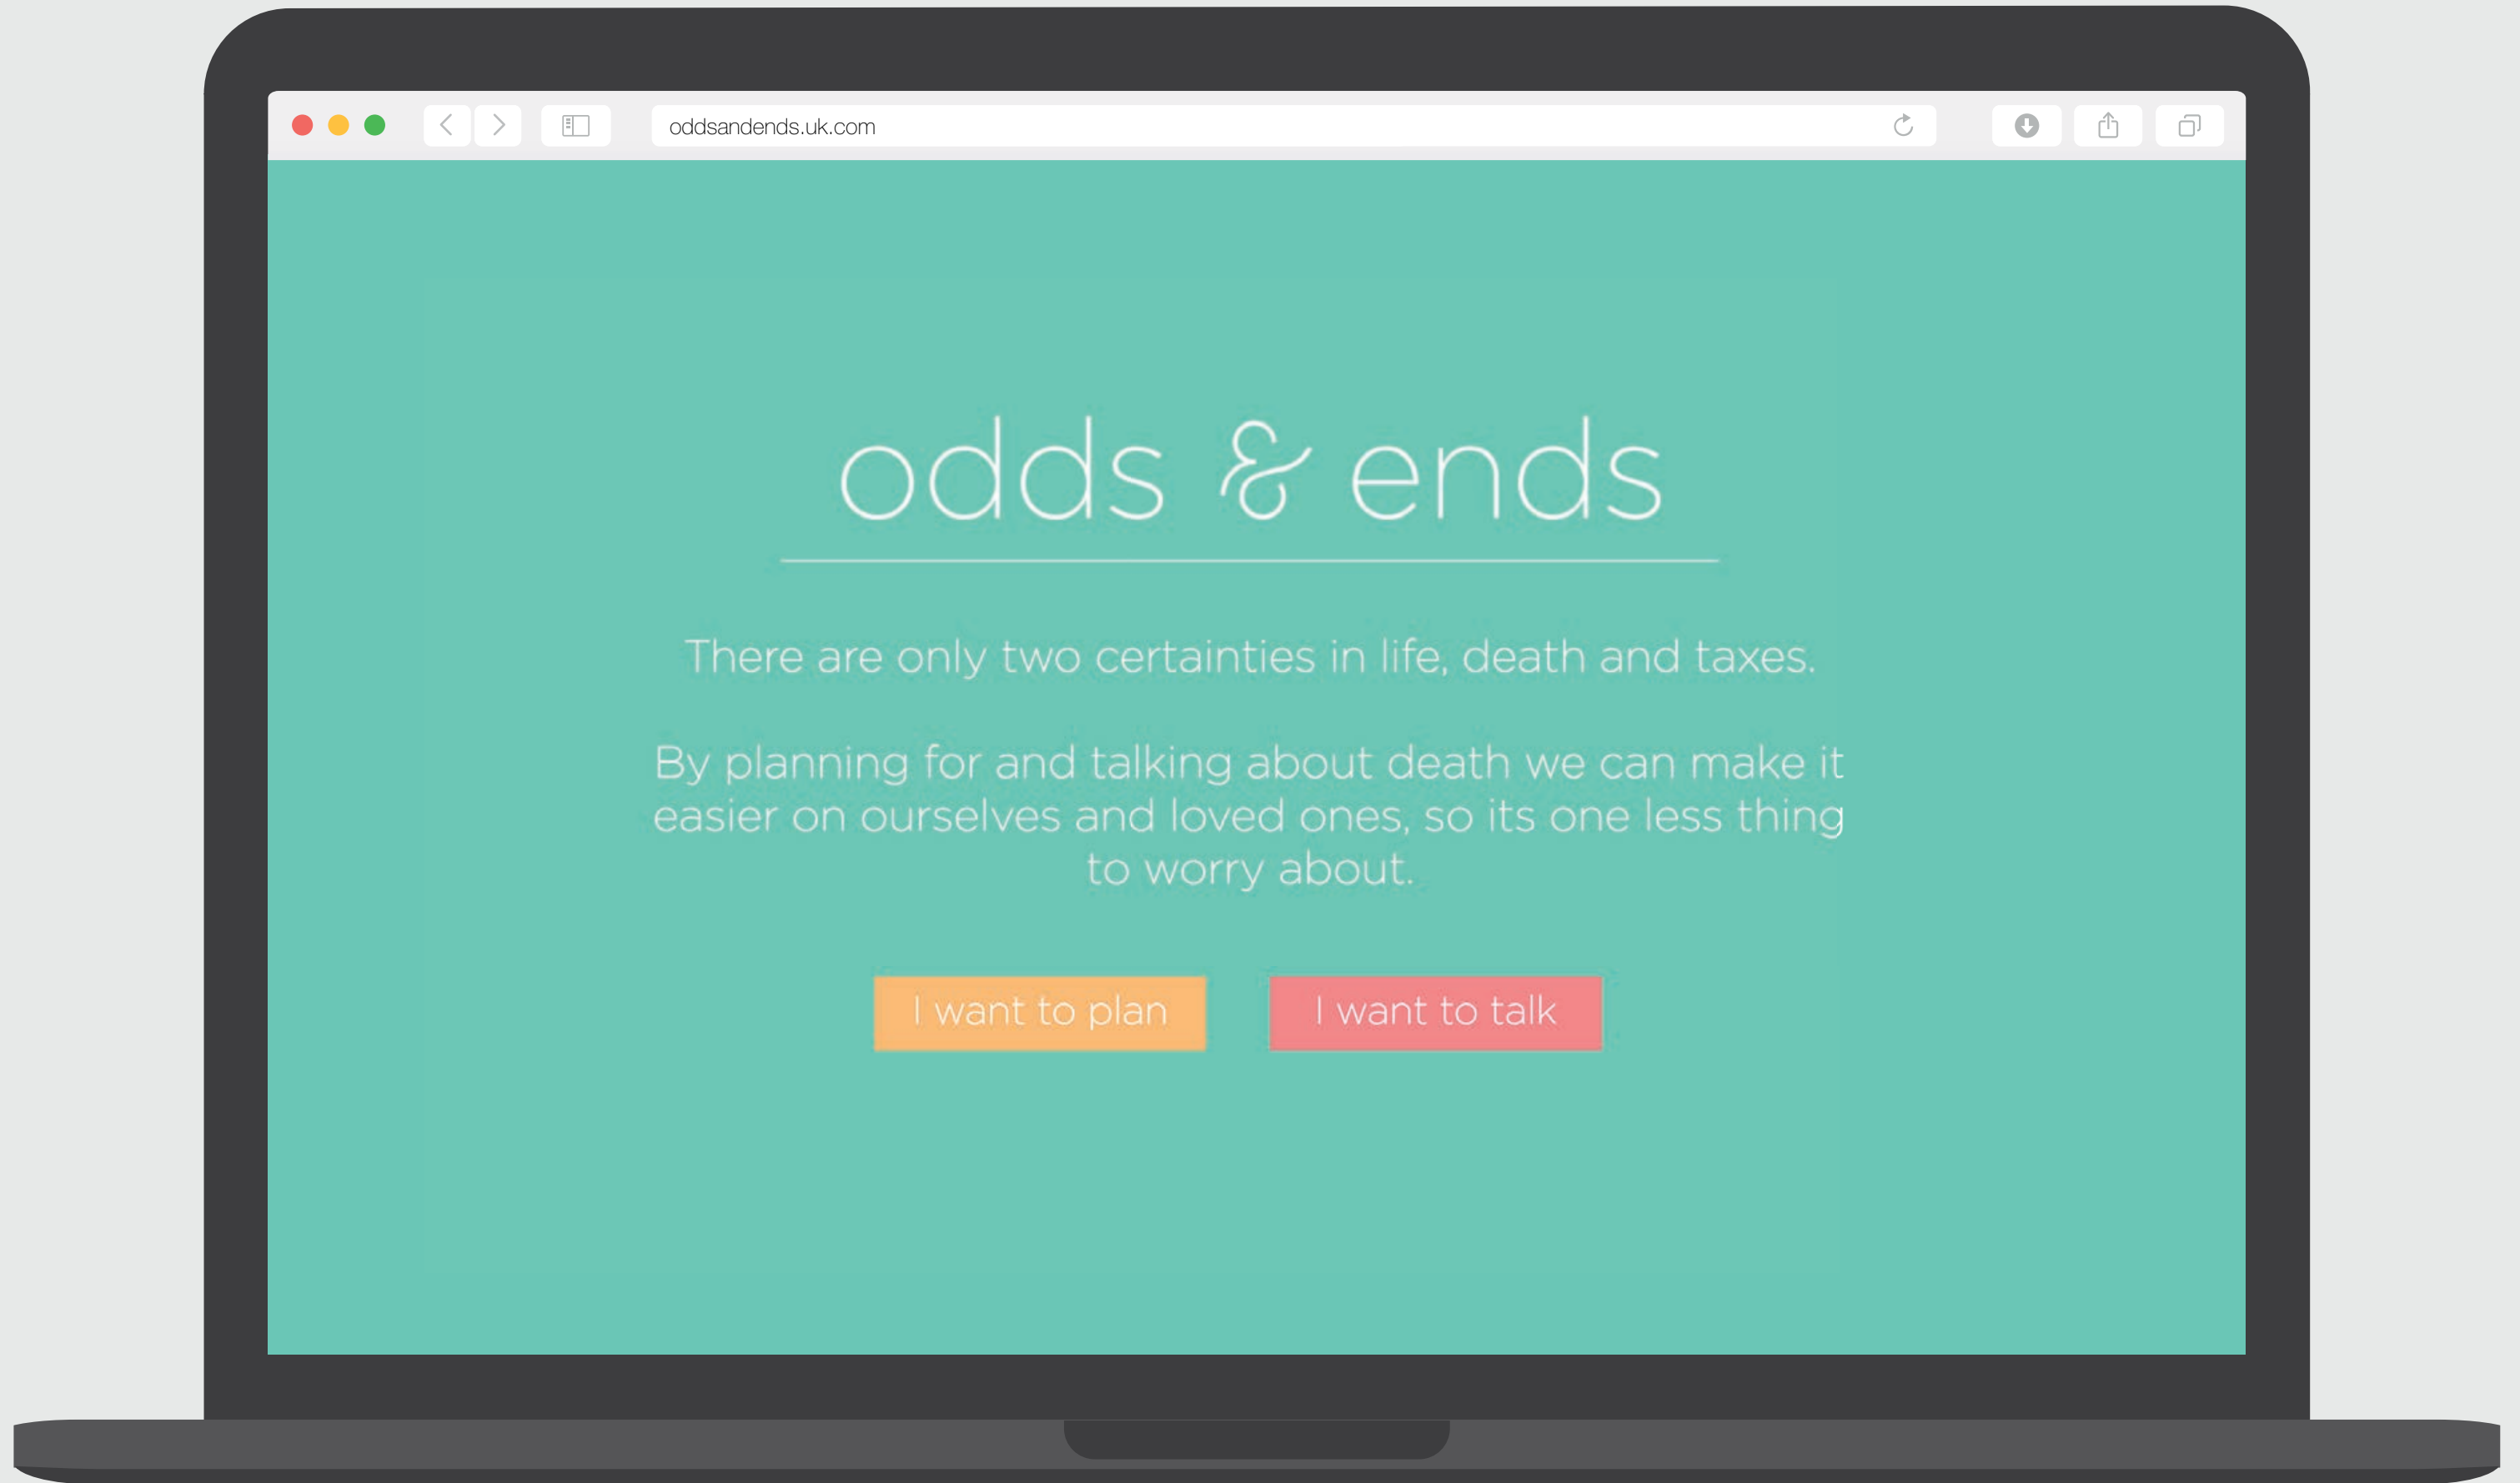 oddsandends.uk.com
odds & ends
There are only two certainties in life, death and taxes.
By planning for and talking about death we can make it
easier on ourselves and loved ones, so its one less thing
to worry about.
I want to plan
I want to talk